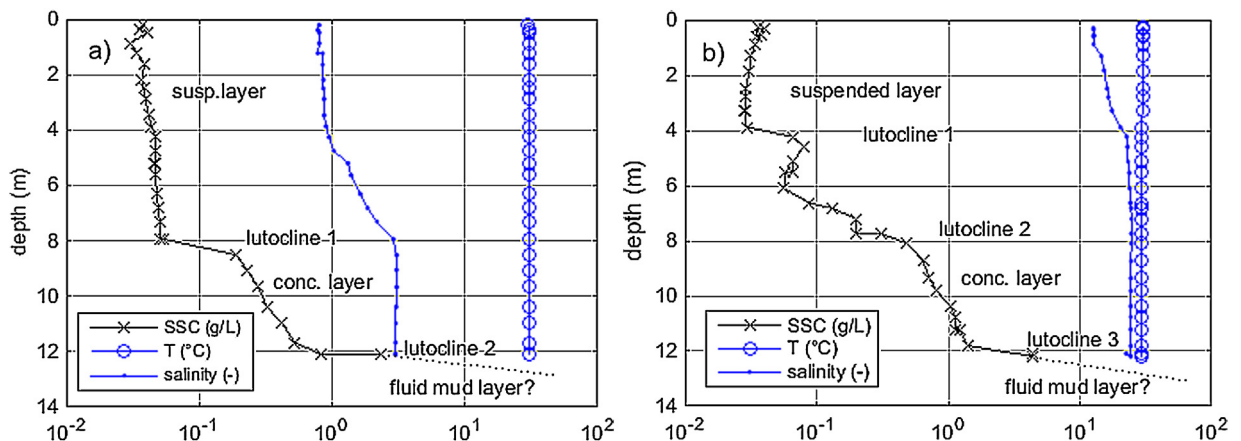 a)
susp.layer
lutocline 1
conc. layer
lutocline 2
fluid mud layer?
SSC (g/L)
T (°C)
salinity (-)
depth (m)
0
2
4
6
8
10
12
14
10^-2
10^-1
10^0
10^1
10^2
b)
suspended layer
lutocline 1
lutocline 2
conc. layer
lutocline 3
fluid mud layer?
SSC (g/L)
T (°C)
salinity (-)
depth (m)
0
2
4
6
8
10
12
14
10^-2
10^-1
10^0
10^1
10^2